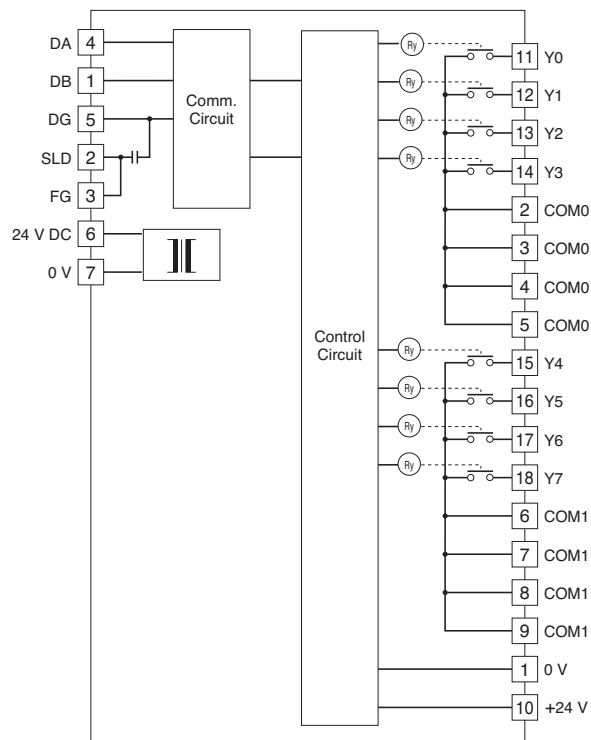 DA 4
DB 1
DG 5
SLD 2
FG 3
24 V DC 6
0 V 7
Comm.
Circuit
Control
Circuit
Ry 11 Y0
Ry 12 Y1
Ry 13 Y2
Ry 14 Y3
2 COM0
3 COM0
4 COM0
5 COM0
Ry 15 Y4
Ry 16 Y5
Ry 17 Y6
Ry 18 Y7
6 COM1
7 COM1
8 COM1
9 COM1
1 0 V
10 +24 V